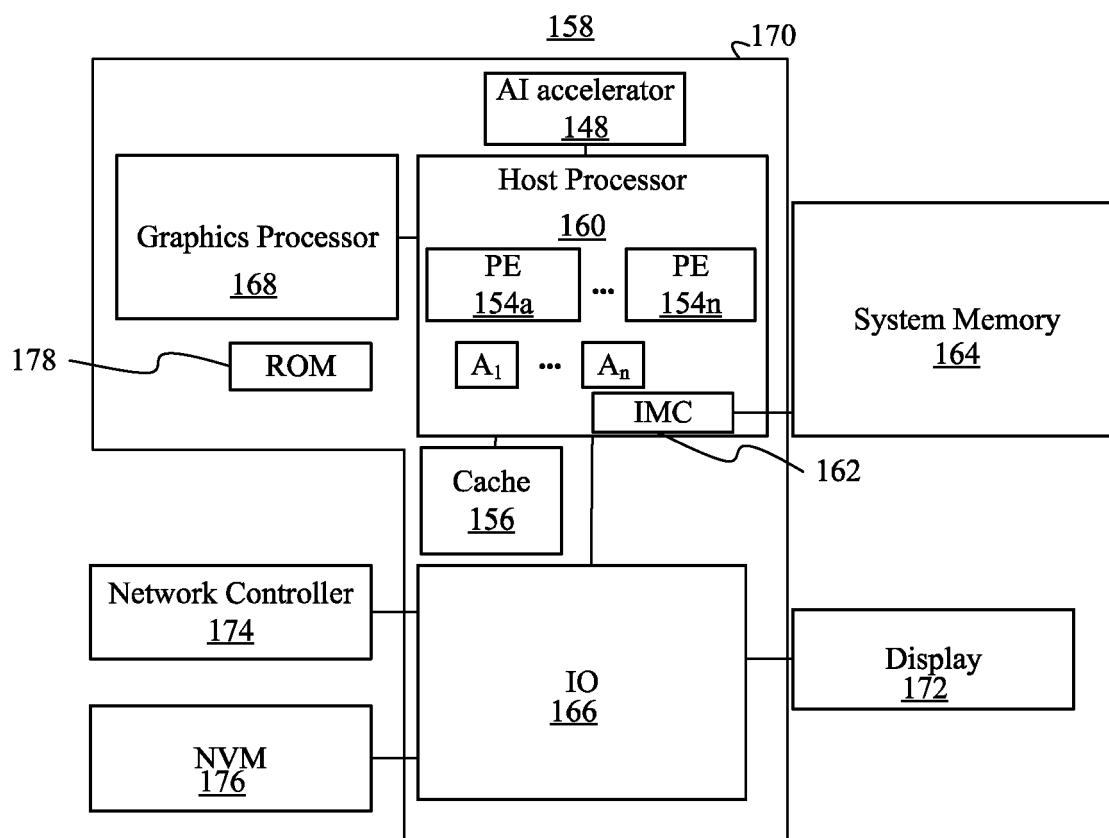 158
170
AI accelerator
148
Host Processor
160
Graphics Processor
168
PE
154a
...
PE
154n
System Memory
164
178
ROM
A1
...
An
IMC
162
Cache
156
Network Controller
174
IO
166
Display
172
NVM
176